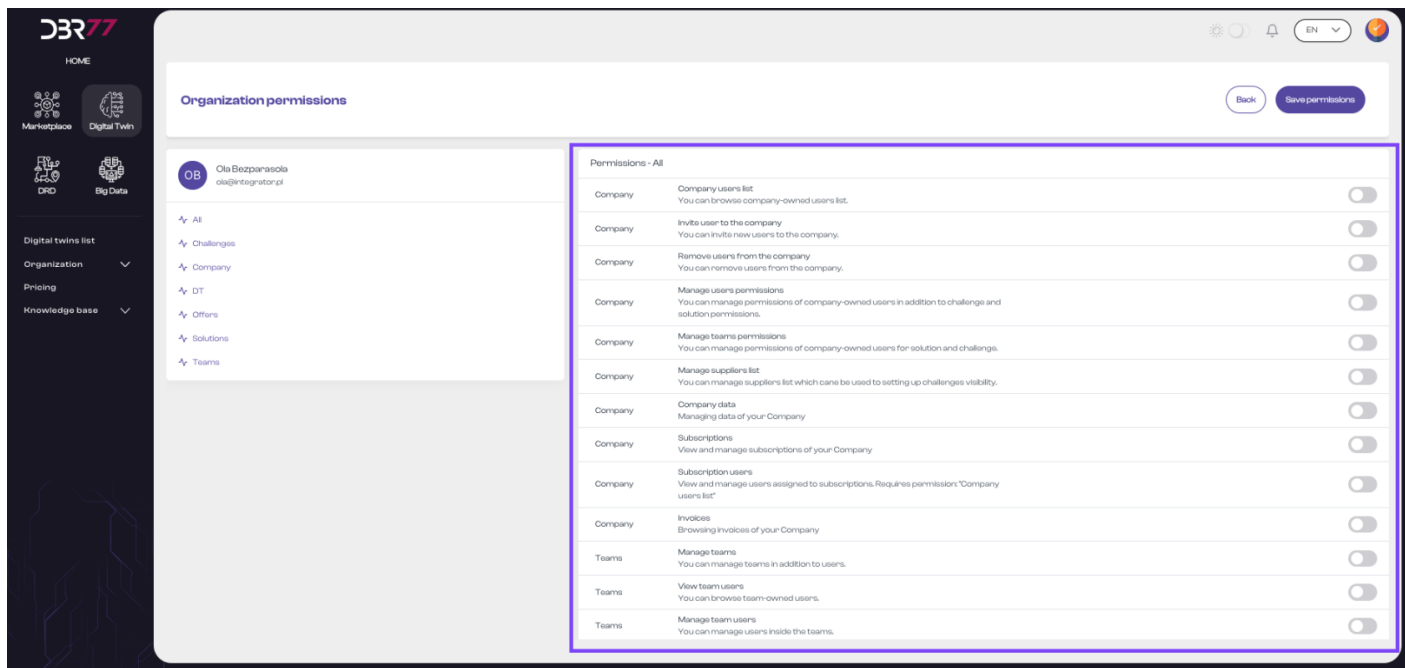 DBR77
HOME
Marketplace
Digital Twin
DRD
Big Data
Digital twins list
Organization
Pricing
Knowledge base
EN
Organization permissions
Back
Save permissions
OB
Ola Bezparasola
ola@integrator.pl
All
Challenges
Company
DT
Offers
Solutions
Teams
Permissions - All
Company
Company users list
You can browse company-owned users list.
Company
Invite user to the company
You can invite new users to the company.
Company
Remove users from the company
You can remove users from the company.
Company
Manage users permissions
You can manage permissions of company-owned users in addition to challenge and
solution permissions.
Company
Manage teams permissions
You can manage permissions of company-owned users for solution and challenge.
Company
Manage suppliers list
You can manage suppliers list which cane be used to setting up challenges visibility.
Company
Company data
Managing data of your Company
Company
Subscriptions
View and manage subscriptions of your Company
Company
Subscription users
View and manage users assigned to subscriptions. Requires permission: "Company
users list"
Company
Invoices
Browsing invoices of your Company
Teams
Manage teams
You can manage teams in addition to users.
Teams
View team users
You can browse team-owned users.
Teams
Manage team users
You can manage users inside the teams.